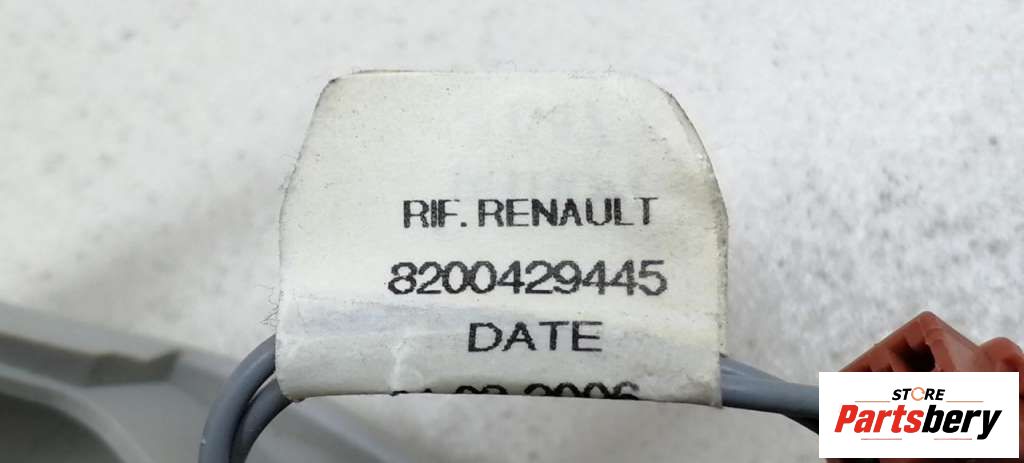 RIF. RENAULT
8200429445
DATE
STORE
Partsbery